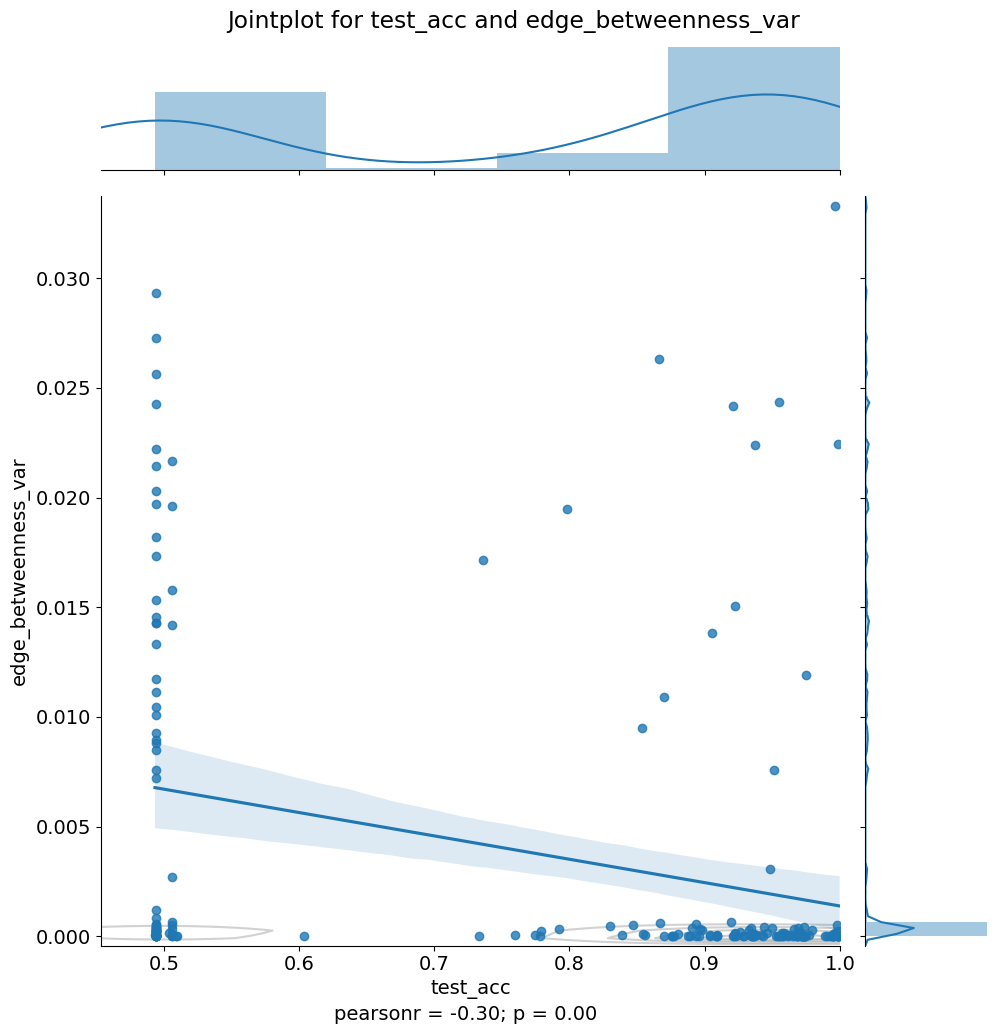 Jointplot for test_acc and edge_betweenness_var
0.030
0.025
0.020
0.015
0.010
0.005
0.000
edge_betweenness_var
0.5 0.6 0.7 0.8 0.9 1.0
test_acc
pearsonr = -0.30; p = 0.00